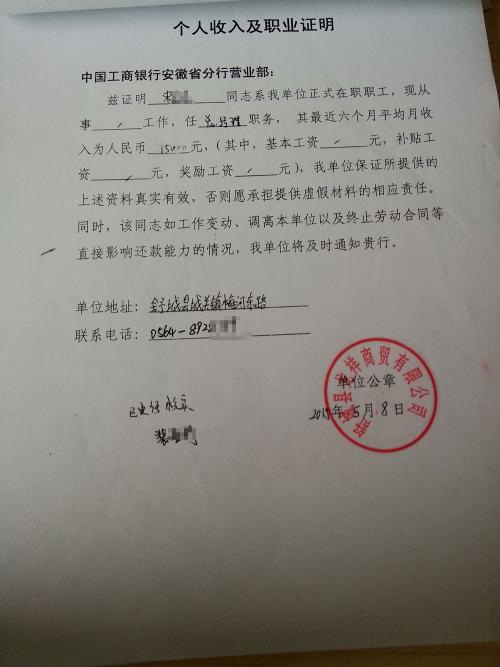 个人收入及职业证明
中国工商银行安徽省分行营业部：
兹证明 宋 同志系我单位正式在职职工，现从
事 / 工作，任 总经理 职务， 其最近六个月平均月收
入为人民币 15000 元，（其中，基本工资 / 元，补贴工
资 / 元，奖励工资 / 元），我单位保证所提供的
上述资料真实有效，否则愿承担提供虚假材料的相应责任。
同时，该同志如工作变动、调离本单位以及终止劳动合同等
直接影响还款能力的情况，我单位将及时通知贵行。
单位地址： 舒城县城关镇梅河东路
联系电话： 0564-892
单位公章
2015年5月8日
舒城县 祥商贸有限公司
已电话核实